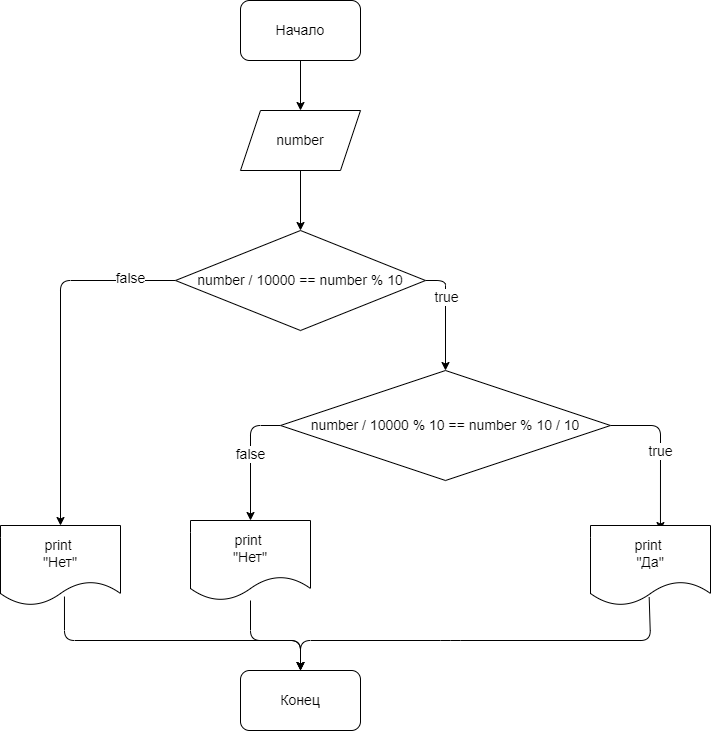 Начало
number
number / 10000 == number % 10
false
true
number / 10000 % 10 == number % 10 / 10
false
true
print
"Нет"
print
"Нет"
print
"Да"
Конец